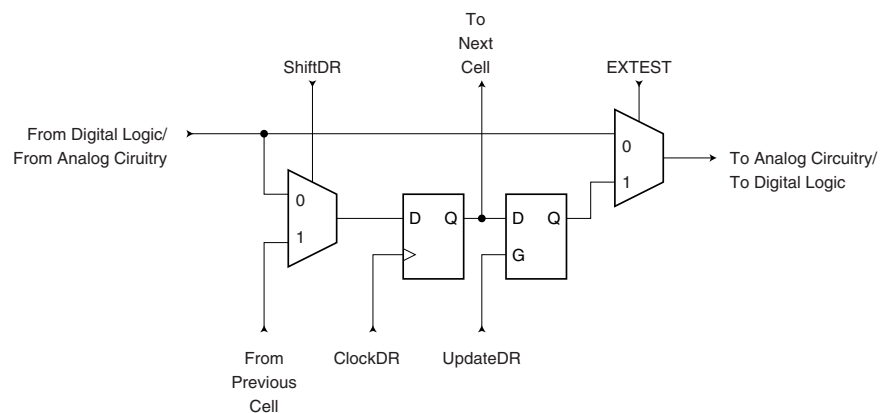 To
Next
Cell
ShiftDR
EXTEST
From Digital Logic/
From Analog Ciruitry
0
1
To Analog Circuitry/
To Digital Logic
0
1
D Q
D Q
G
From
Previous
Cell
ClockDR
UpdateDR